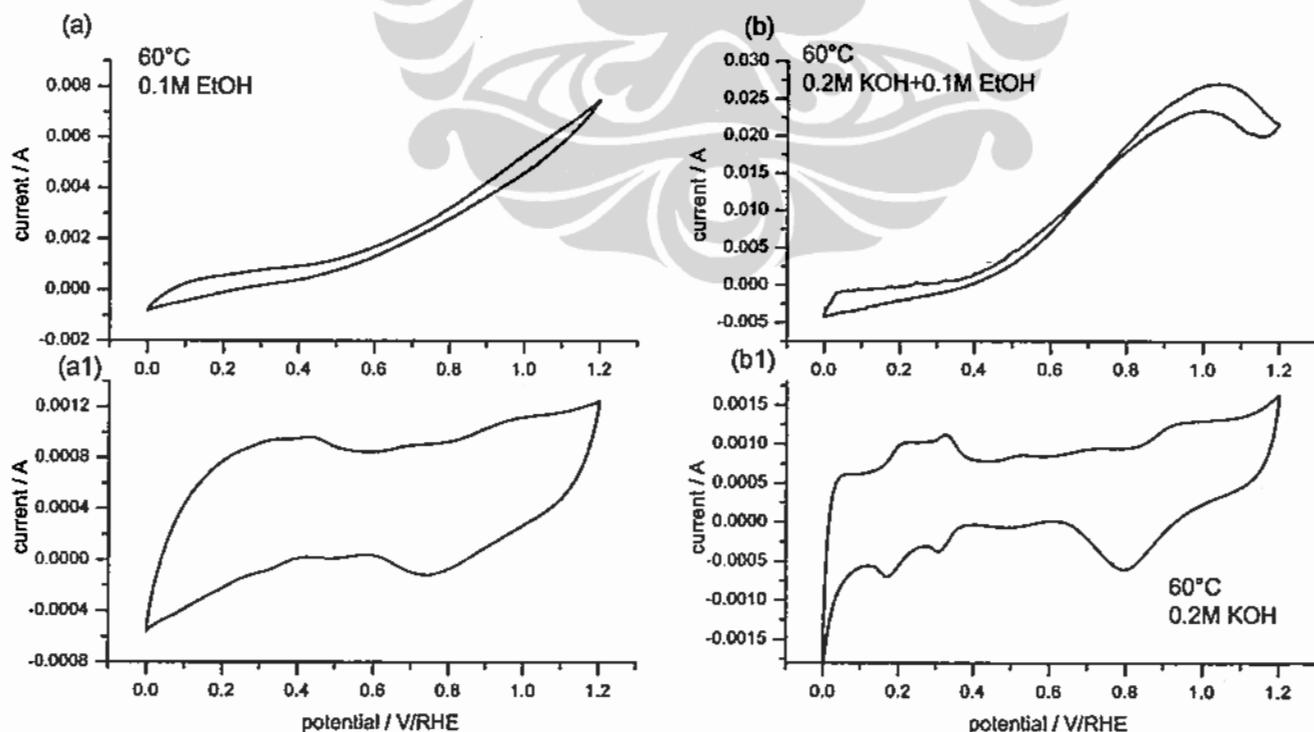 (a)
60°C
0.1M EtOH
0.008
0.006
0.004
0.002
0.000
-0.002
current / A
0.0 0.2 0.4 0.6 0.8 1.0 1.2
(b)
60°C
0.2M KOH+0.1M EtOH
0.030
0.025
0.020
0.015
0.010
0.005
0.000
-0.005
current / A
0.0 0.2 0.4 0.6 0.8 1.0 1.2
(a1)
0.0012
0.0008
0.0004
0.0000
-0.0004
-0.0008
current / A
0.0 0.2 0.4 0.6 0.8 1.0 1.2
potential / V/RHE
(b1)
0.0015
0.0010
0.0005
0.0000
-0.0005
-0.0010
-0.0015
current / A
60°C
0.2M KOH
0.0 0.2 0.4 0.6 0.8 1.0 1.2
potential / V/RHE